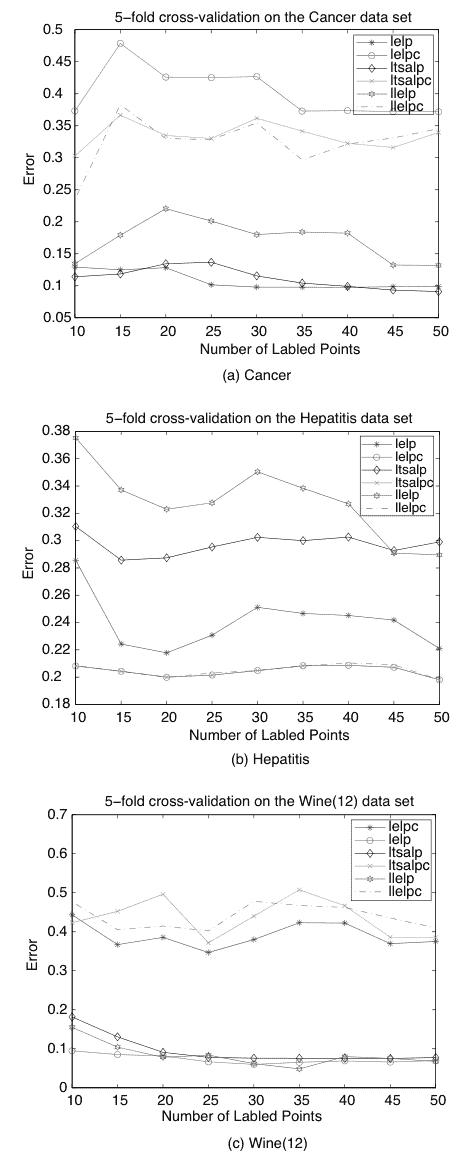 5−fold cross−validation on the Cancer data set
0.5
0.45
0.4
0.35
0.3
0.25
0.2
0.15
0.1
0.05
Error
lelp
lelpc
ltsalp
ltsalpc
llelp
llelpc
10 15 20 25 30 35 40 45 50
Number of Labled Points
(a) Cancer
5−fold cross−validation on the Hepatitis data set
0.38
0.36
0.34
0.32
0.3
0.28
0.26
0.24
0.22
0.2
0.18
Error
lelp
lelpc
ltsalp
ltsalpc
llelp
llelpc
10 15 20 25 30 35 40 45 50
Number of Labled Points
(b) Hepatitis
5−fold cross−validation on the Wine(12) data set
0.7
0.6
0.5
0.4
0.3
0.2
0.1
0
Error
lelpc
lelp
ltsalp
ltsalpc
llelp
llelpc
10 15 20 25 30 35 40 45 50
Number of Labled Points
(c) Wine(12)